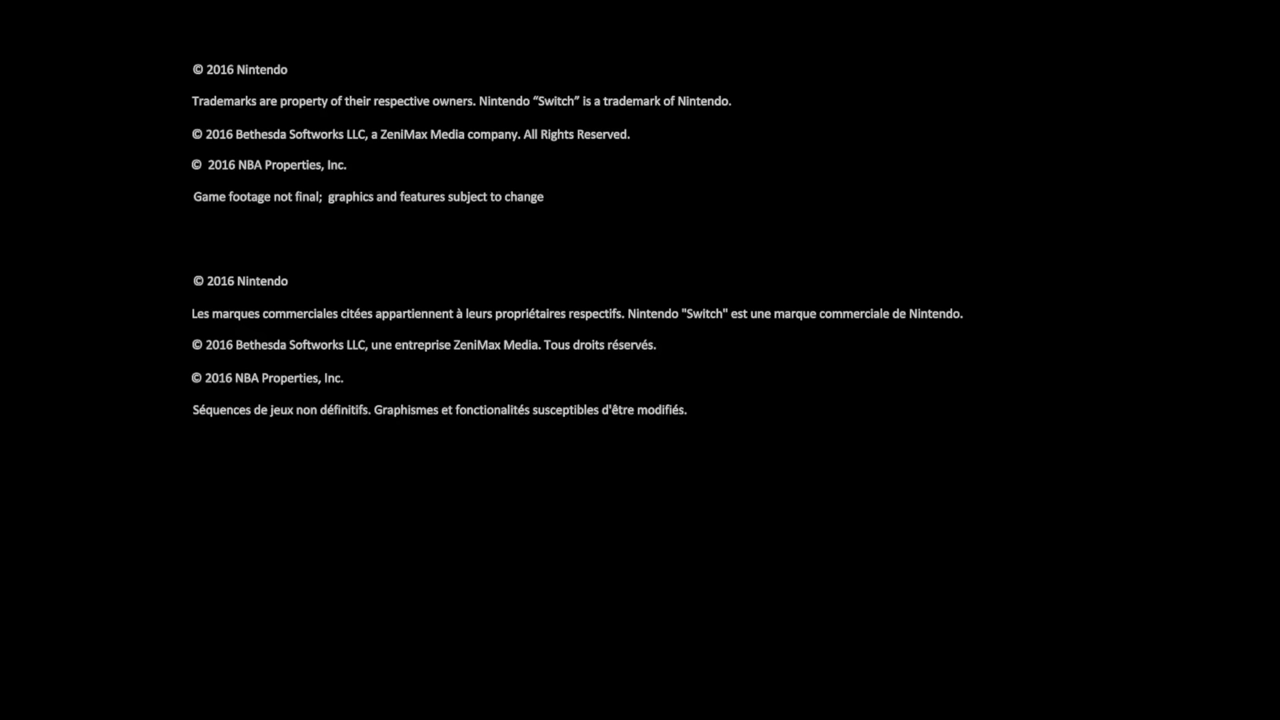 © 2016 Nintendo
Trademarks are property of their respective owners. Nintendo “Switch” is a trademark of Nintendo.
© 2016 Bethesda Softworks LLC, a ZeniMax Media company. All Rights Reserved.
© 2016 NBA Properties, Inc.
Game footage not final; graphics and features subject to change
© 2016 Nintendo
Les marques commerciales citées appartiennent à leurs propriétaires respectifs. Nintendo "Switch" est une marque commerciale de Nintendo.
© 2016 Bethesda Softworks LLC, une entreprise ZeniMax Media. Tous droits réservés.
© 2016 NBA Properties, Inc.
Séquences de jeux non définitifs. Graphismes et fonctionalités susceptibles d'être modifiés.